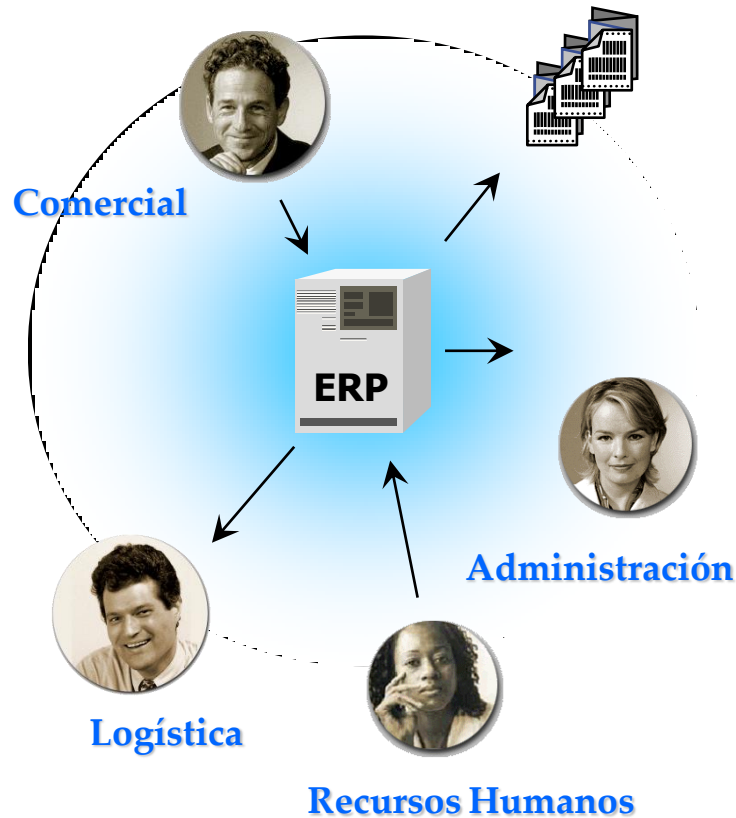 Comercial
ERP
Administración
Logística
Recursos Humanos